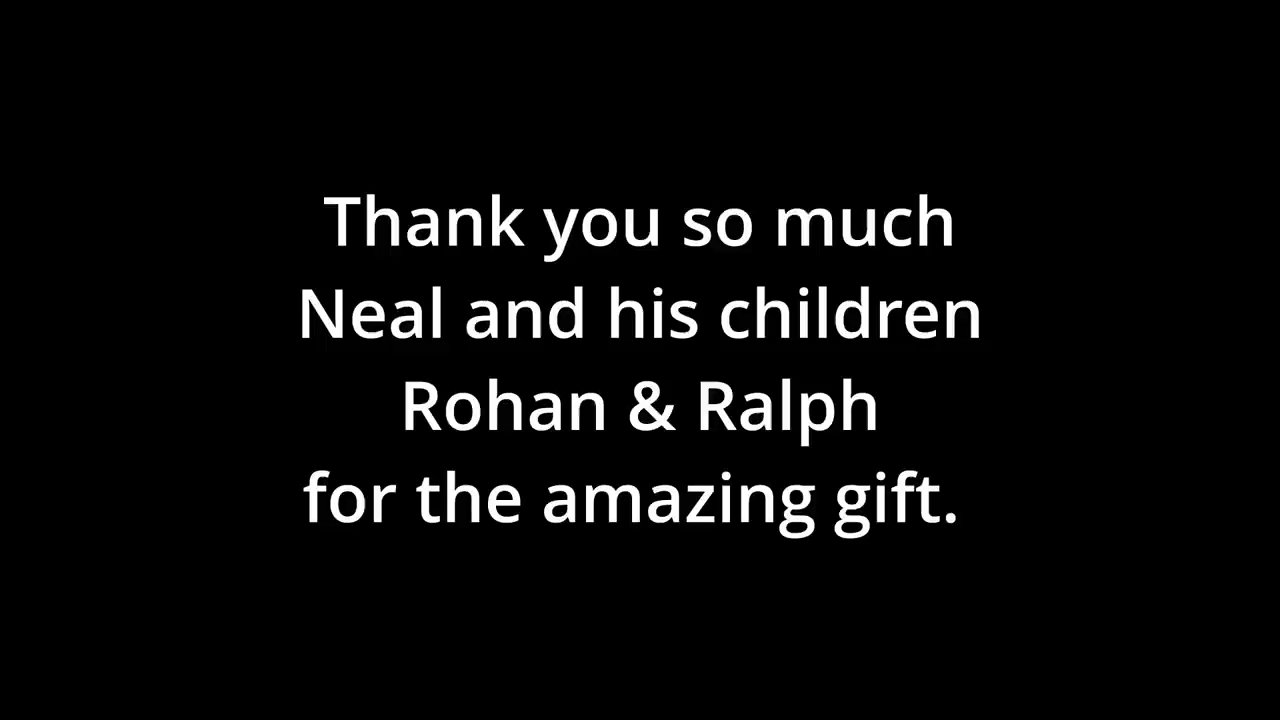 Thank you so much
Neal and his children
Rohan & Ralph
for the amazing gift.